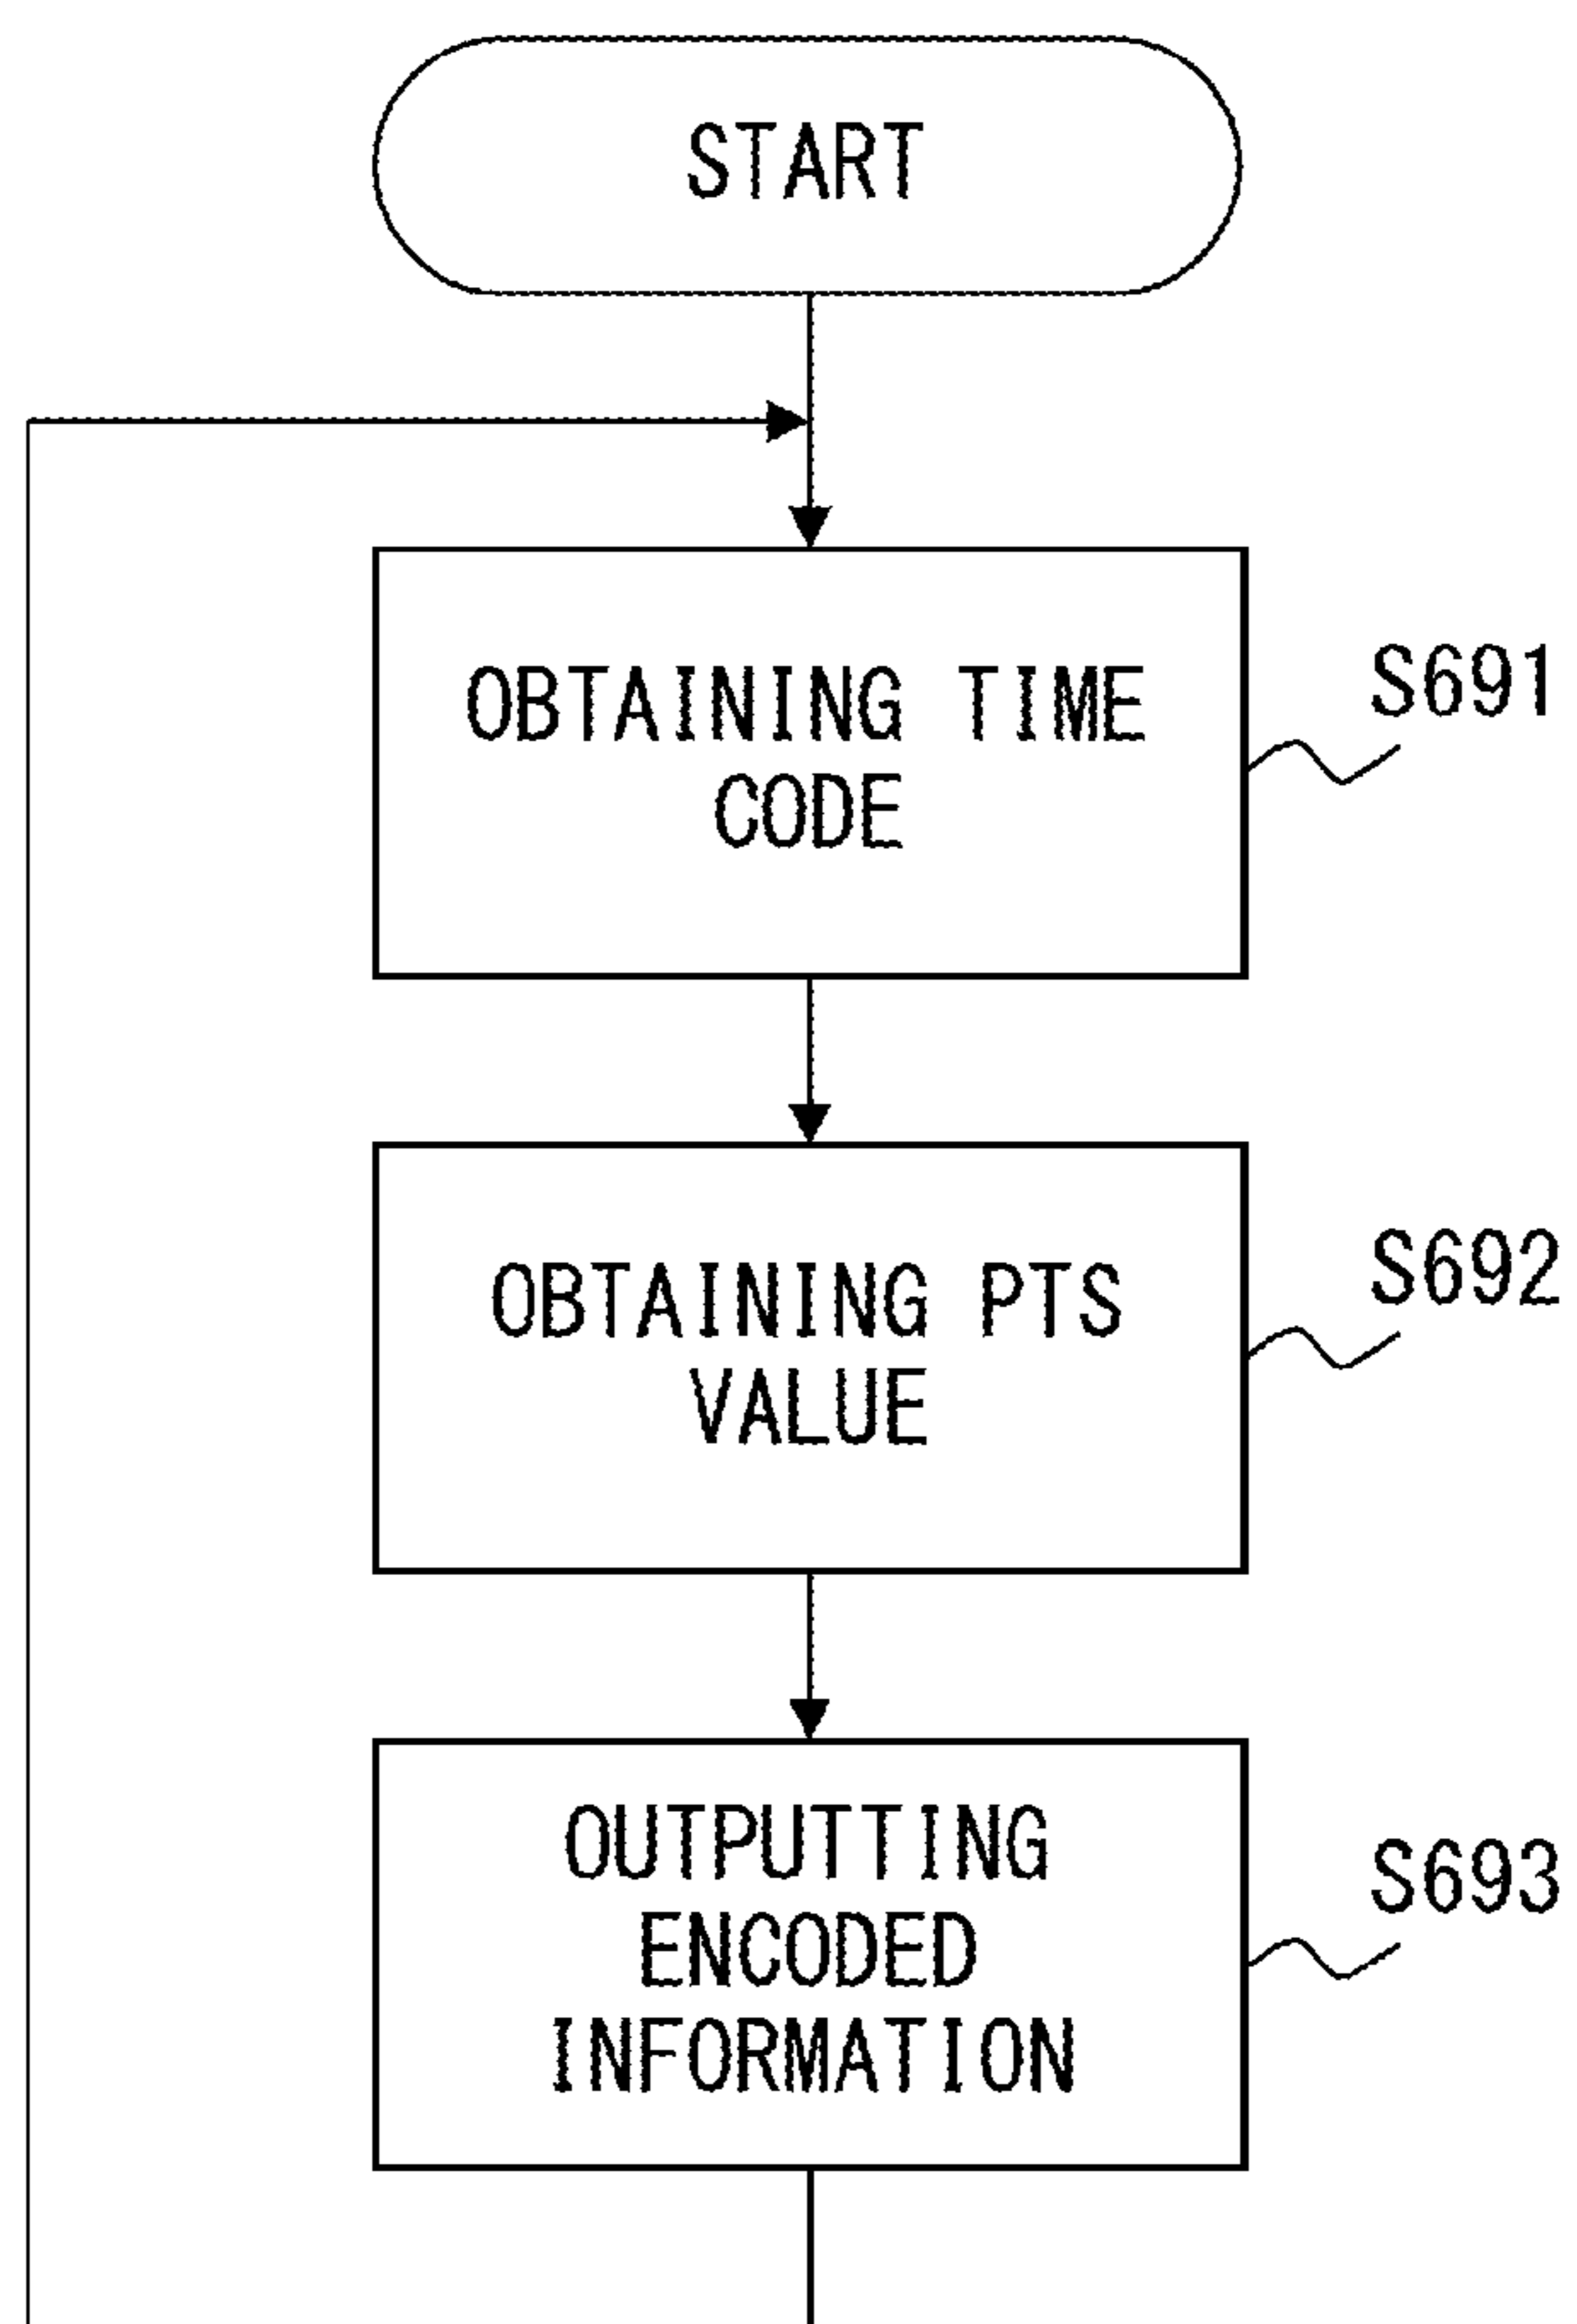 START
OBTAINING TIME
CODE
S691
OBTAINING PTS
VALUE
S692
OUTPUTTING
ENCODED
INFORMATION
S693